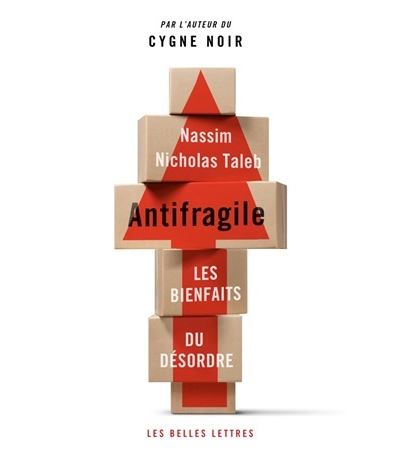 PAR L'AUTEUR DU
CYGNE NOIR
Nassim
Nicholas Taleb
Antifragile
LES
BIENFAITS
DU
DÉSORDRE
LES BELLES LETTRES